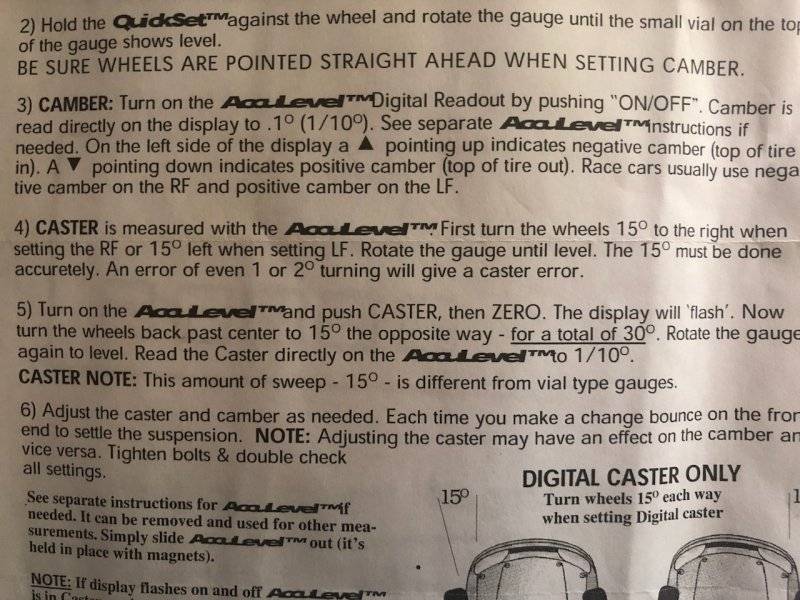 2) Hold the QuickSet™ against the wheel and rotate the gauge until the small vial on the top
of the gauge shows level.
BE SURE WHEELS ARE POINTED STRAIGHT AHEAD WHEN SETTING CAMBER.
3) CAMBER: Turn on the AccuLevel™ Digital Readout by pushing "ON/OFF". Camber is
read directly on the display to .1º (1/10º). See separate AccuLevel™ instructions if
needed. On the left side of the display a ▲ pointing up indicates negative camber (top of tire
in). A ▼ pointing down indicates positive camber (top of tire out). Race cars usually use nega
tive camber on the RF and positive camber on the LF.
4) CASTER is measured with the AccuLevel™. First turn the wheels 15º to the right when
setting the RF or 15º left when setting LF. Rotate the gauge until level. The 15º must be done
accuretely. An error of even 1 or 2º turning will give a caster error.
5) Turn on the AccuLevel™ and push CASTER, then ZERO. The display will 'flash'. Now
turn the wheels back past center to 15º the opposite way - for a total of 30º. Rotate the gauge
again to level. Read the Caster directly on the AccuLevel™ to 1/10º.
CASTER NOTE: This amount of sweep - 15º - is different from vial type gauges.
6) Adjust the caster and camber as needed. Each time you make a change bounce on the fron
end to settle the suspension. NOTE: Adjusting the caster may have an effect on the camber an
vice versa. Tighten bolts & double check
all settings.
See separate instructions for AccuLevel™ if
needed. It can be removed and used for other mea-
surements. Simply slide AccuLevel™ out (it's
held in place with magnets).
NOTE: If display flashes on and off AccuLevel™
is in
DIGITAL CASTER ONLY
Turn wheels 15º each way
when setting Digital caster
15º
1